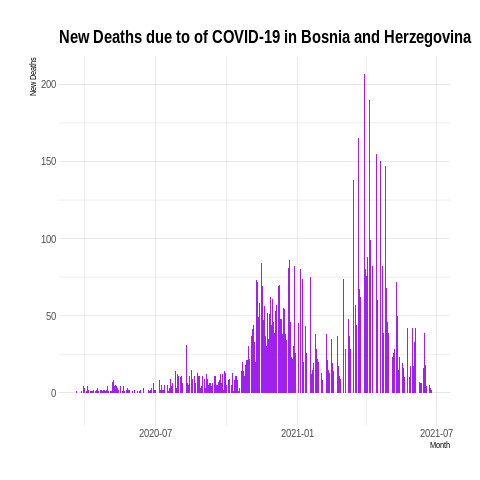 New Deaths due to of COVID-19 in Bosnia and Herzegovina
New Deaths
200
150
100
50
0
2020-07
2021-01
2021-07
Month